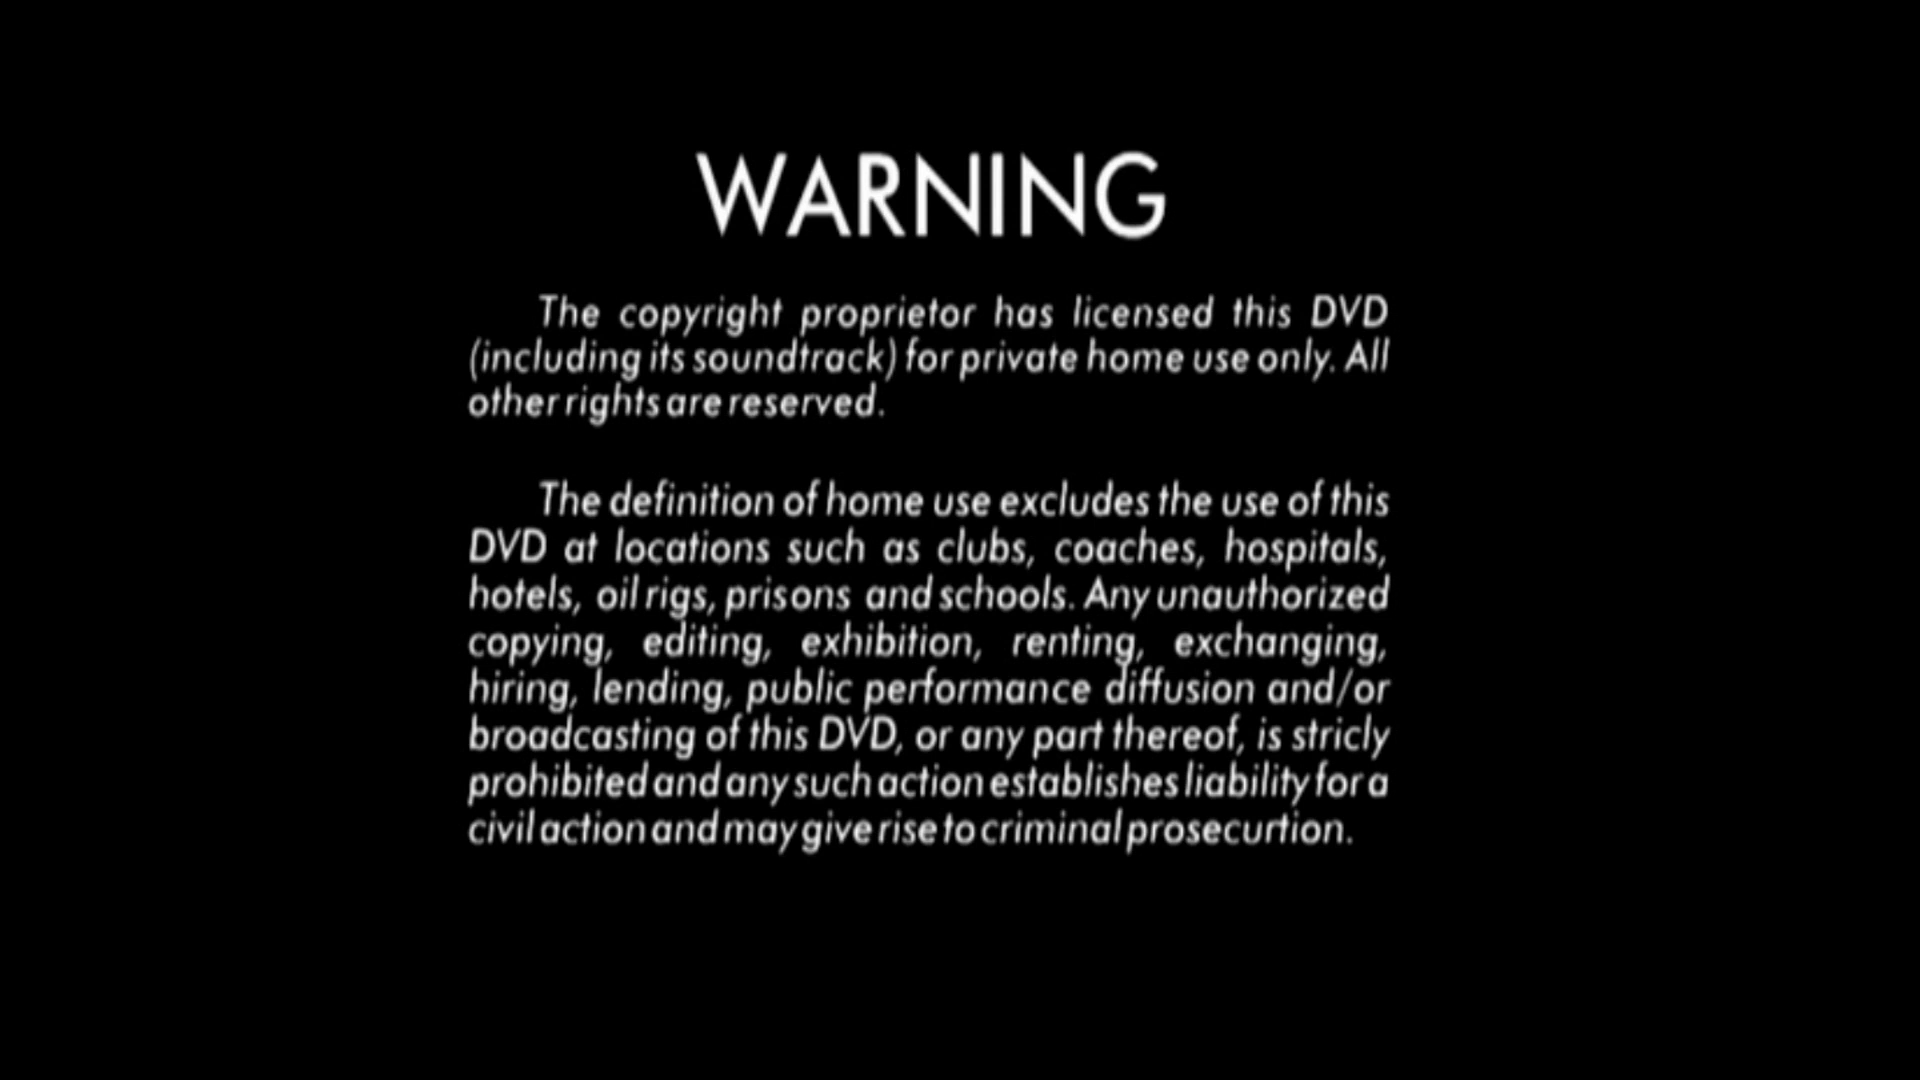 WARNING
The copyright proprietor has licensed this DVD
(including its soundtrack) for private home use only. All
other rights are reserved.
The definition of home use excludes the use of this
DVD at locations such as clubs, coaches, hospitals,
hotels, oil rigs, prisons and schools. Any unauthorized
copying, editing, exhibition, renting, exchanging,
hiring, lending, public performance diffusion and/or
broadcasting of this DVD, or any part thereof, is stricly
prohibited and any such action establishes liability for a
civil action and may give rise to criminal prosecurtion.